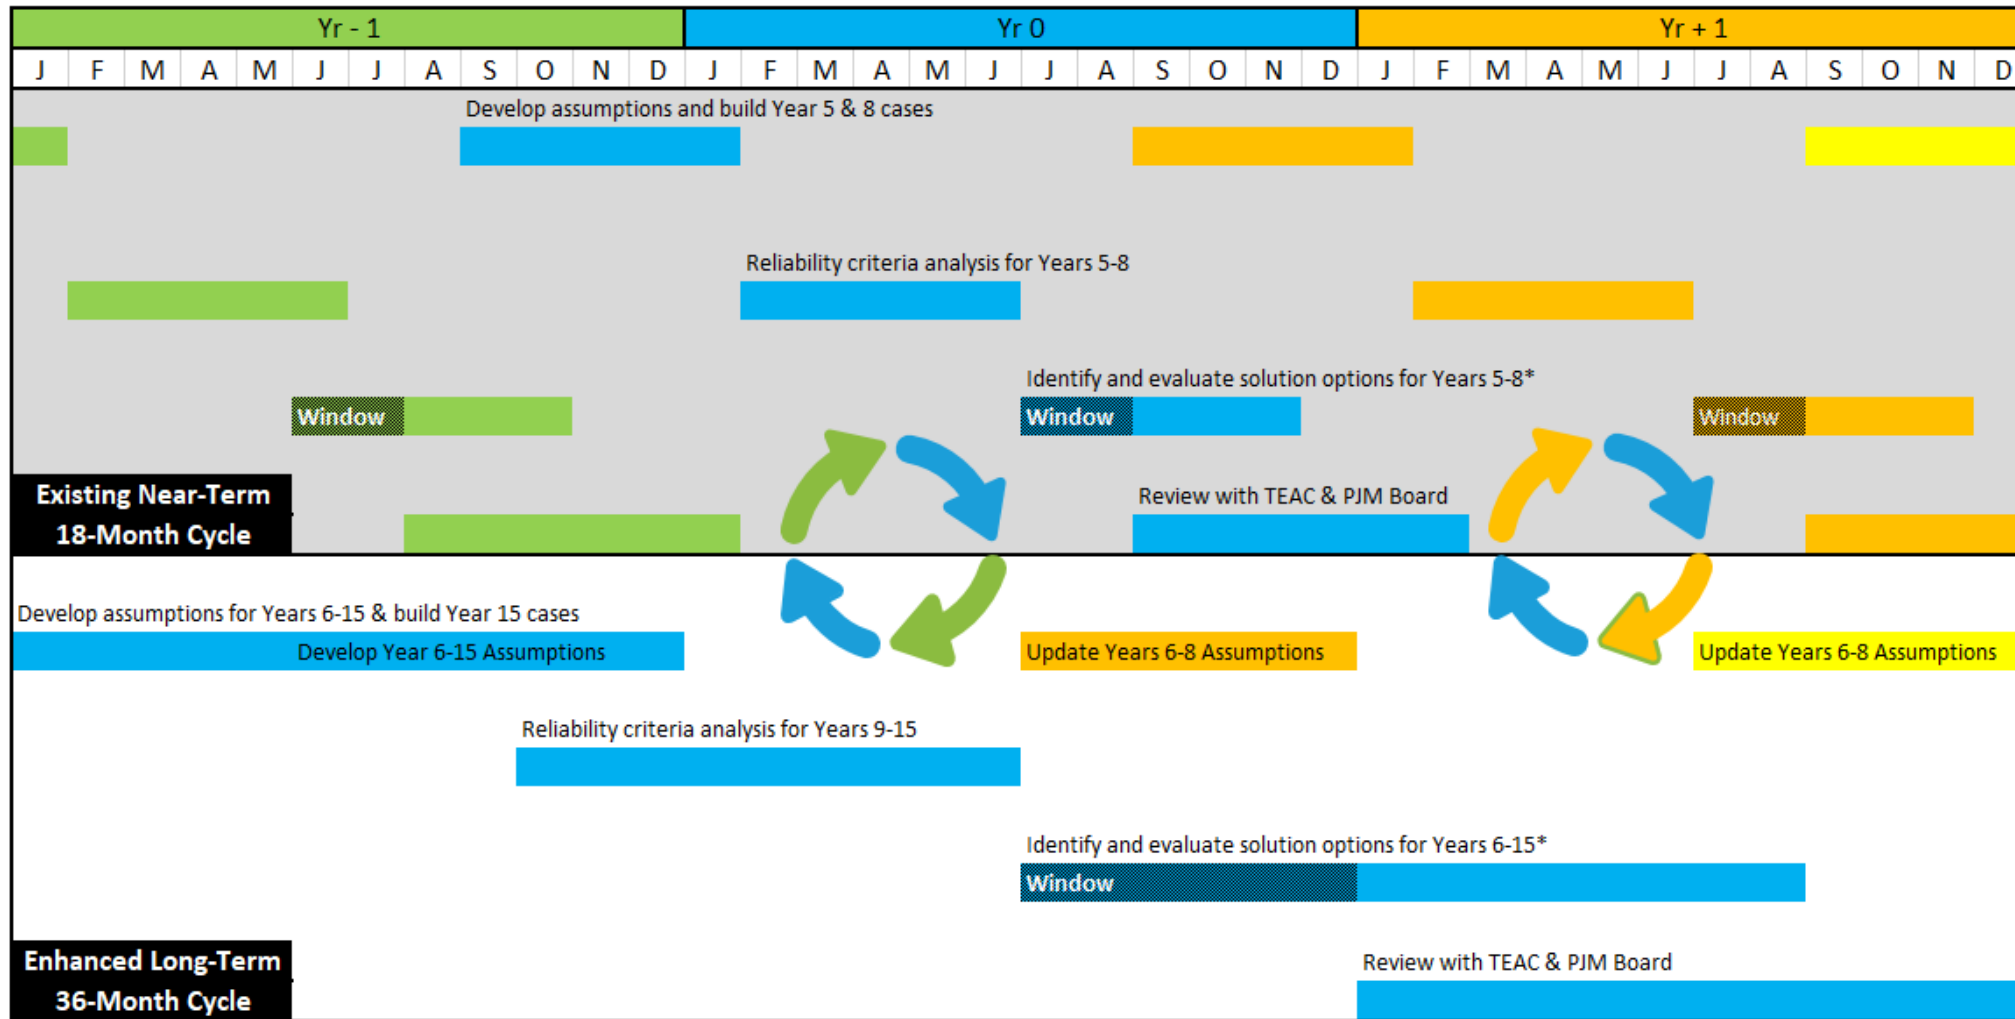 Yr - 1 Yr 0 Yr + 1
J F M A M J J A S O N D J F M A M J J A S O N D J F M A M J J A S O N D
Develop assumptions and build Year 5 & 8 cases
Reliability criteria analysis for Years 5-8
Identify and evaluate solution options for Years 5-8*
Window Window Window
Existing Near-Term
18-Month Cycle
Review with TEAC & PJM Board
Develop assumptions for Years 6-15 & build Year 15 cases
Develop Year 6-15 Assumptions Update Years 6-8 Assumptions Update Years 6-8 Assumptions
Reliability criteria analysis for Years 9-15
Identify and evaluate solution options for Years 6-15*
Window
Enhanced Long-Term
36-Month Cycle
Review with TEAC & PJM Board